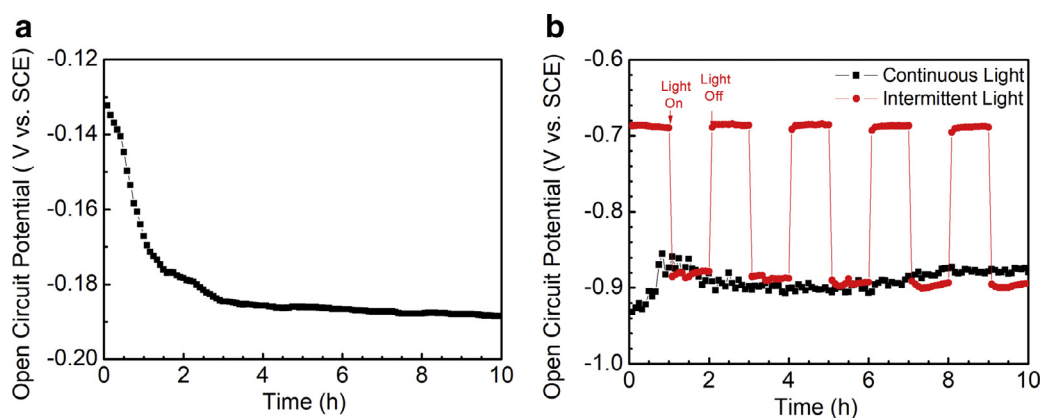 a
Open Circuit Potential ( V vs. SCE)
-0.12
-0.14
-0.16
-0.18
-0.20
0 2 4 6 8 10
Time (h)
b
Open Circuit Potential (V vs. SCE)
-0.6
-0.7
-0.8
-0.9
-1.0
Light
On
Light
Off
Continuous Light
Intermittent Light
0 2 4 6 8 10
Time (h)